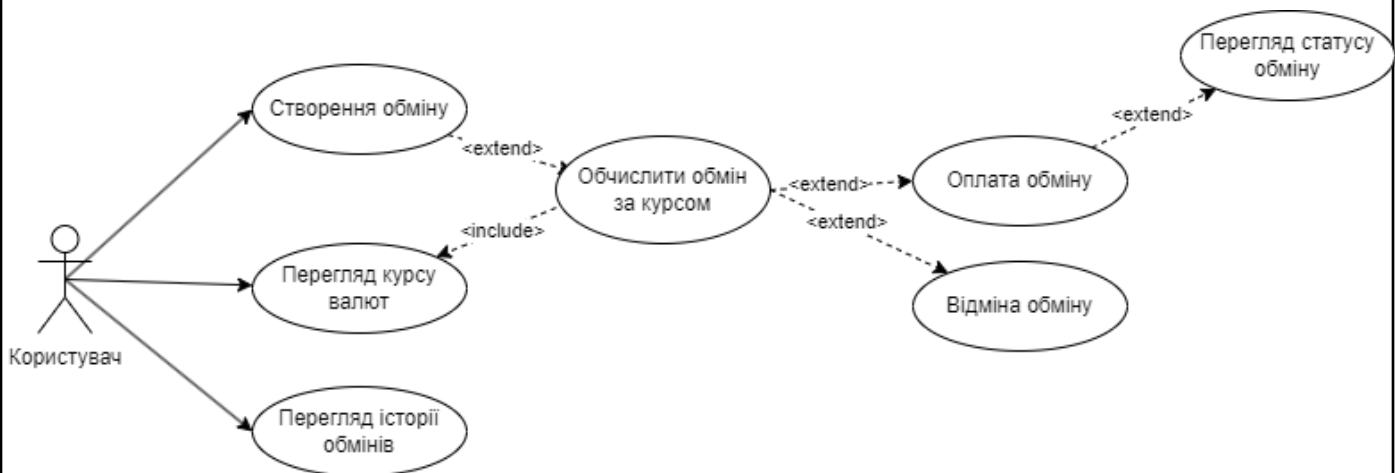 Перегляд статусу
обміну
Створення обміну
<extend>
<extend>
Обчислити обмін
за курсом
<extend>
Оплата обміну
<include>
<extend>
Перегляд курсу
валют
Відміна обміну
Користувач
Перегляд історії
обмінів